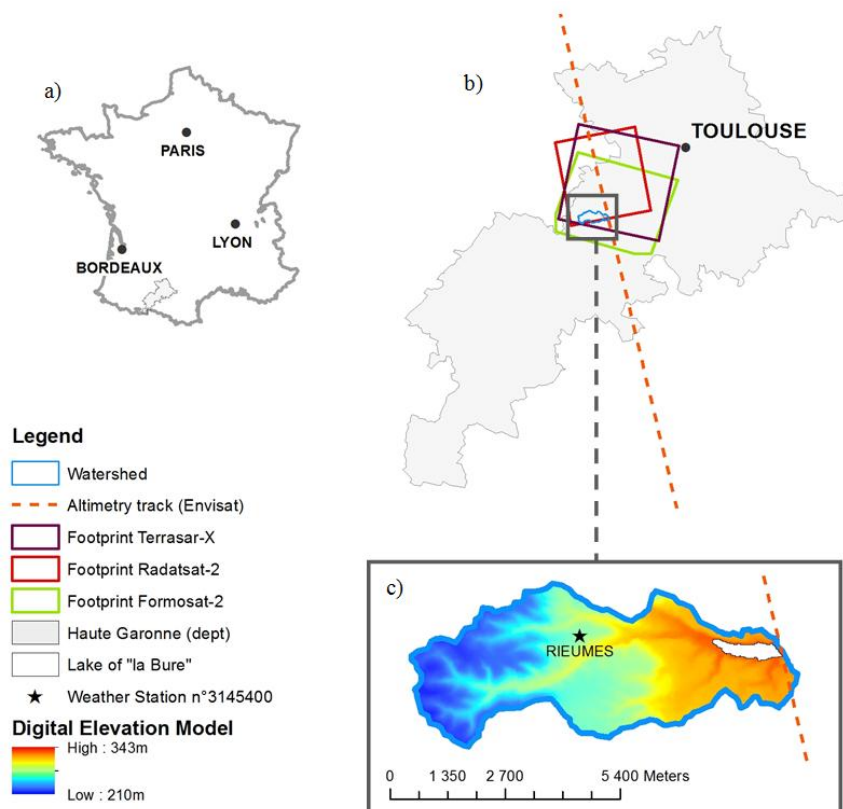 a)
PARIS
LYON
BORDEAUX
b)
TOULOUSE
Legend
Watershed
Altimetry track (Envisat)
Footprint Terrasar-X
Footprint Radatsat-2
Footprint Formosat-2
Haute Garonne (dept)
Lake of "la Bure"
Weather Station n°3145400
Digital Elevation Model
High : 343m
Low : 210m
c)
RIEUMES
0 1 350 2 700 5 400 Meters